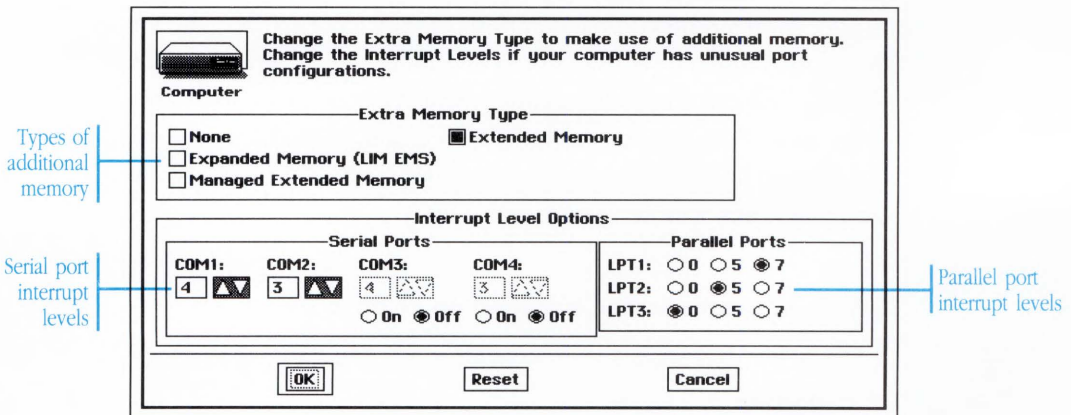 Change the Extra Memory Type to make use of additional memory.
Change the Interrupt Levels if your computer has unusual port
configurations.
Computer
Extra Memory Type
None
Extended Memory
Expanded Memory (LIM EMS)
Managed Extended Memory
Types of
additional
memory
Interrupt Level Options
Serial Ports
COM1: COM2: COM3: COM4:
4 3 4 3
On Off On Off
Serial port
interrupt
levels
Parallel Ports
LPT1: 0 5 7
LPT2: 0 5 7
LPT3: 0 5 7
Parallel port
interrupt levels
OK Reset Cancel